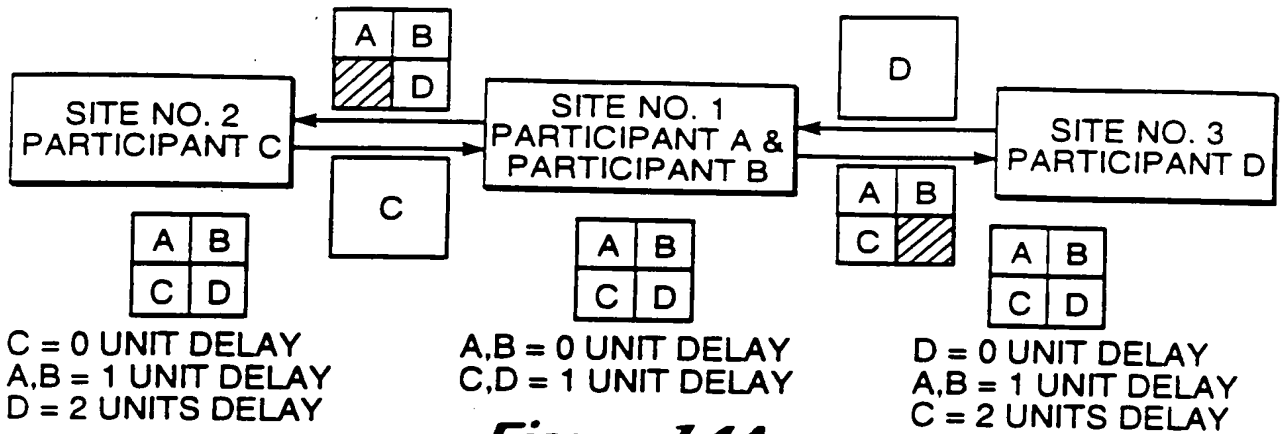 A B
D
D
SITE NO. 2
PARTICIPANT C
SITE NO. 1
PARTICIPANT A &
PARTICIPANT B
SITE NO. 3
PARTICIPANT D
C
A B
C
A B
C D
A B
C D
A B
C D
C = 0 UNIT DELAY
A,B = 1 UNIT DELAY
D = 2 UNITS DELAY
A,B = 0 UNIT DELAY
C,D = 1 UNIT DELAY
D = 0 UNIT DELAY
A,B = 1 UNIT DELAY
C = 2 UNITS DELAY